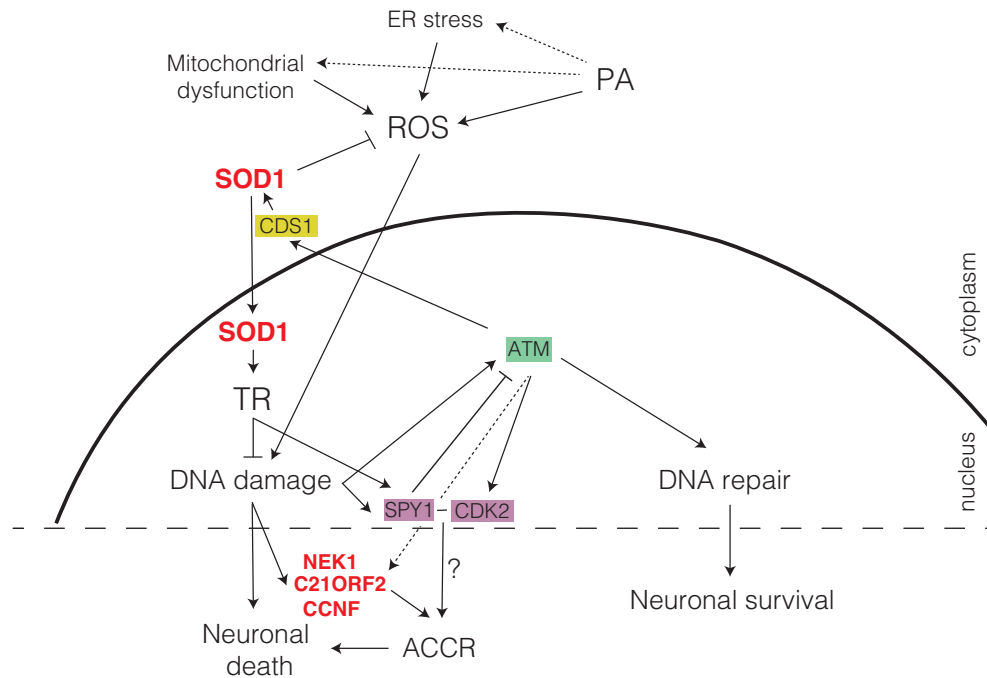 ER stress
Mitochondrial
dysfunction
PA
ROS
SOD1
CDS1
cytoplasm
SOD1
ATM
TR
nucleus
DNA damage
DNA repair
SPY1
CDK2
NEK1
C21ORF2
CCNF
?
Neuronal survival
Neuronal
death
ACCR